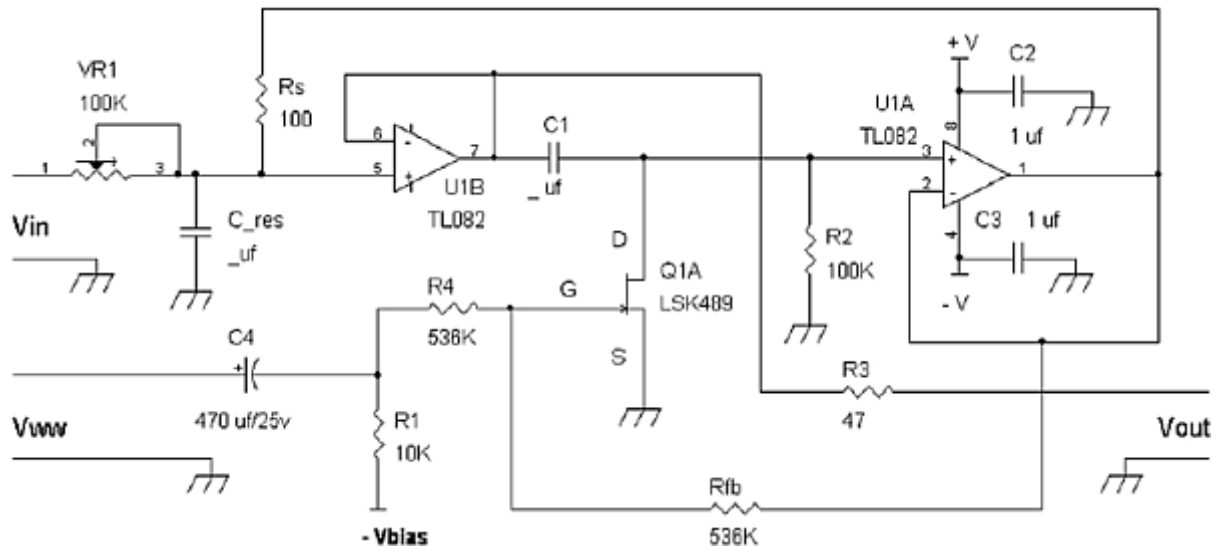 VR1
100K
2
1
3
Vin
C_res
_uf
Rs
100
6
-
5
+
7
U1B
TL082
C1
_ uf
D
G
S
Q1A
LSK489
R4
536K
C4
+
470 uf/25v
Vww
R1
10K
- Vbias
R2
100K
U1A
TL082
+ V
C2
1 uf
8
3
+
2
-
1
4
C3
1 uf
- V
R3
47
Vout
Rfb
536K